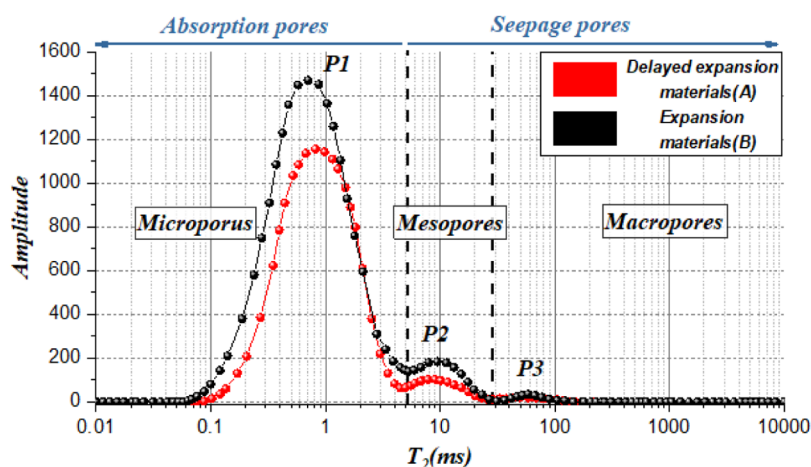 Absorption pores
Seepage pores
1600
1400
1200
1000
800
600
400
200
0
Amplitude
P1
Delayed expansion
materials(A)
Expansion
materials(B)
Microporus
Mesopores
Macropores
P2
P3
0.01
0.1
1
10
100
1000
10000
T2(ms)